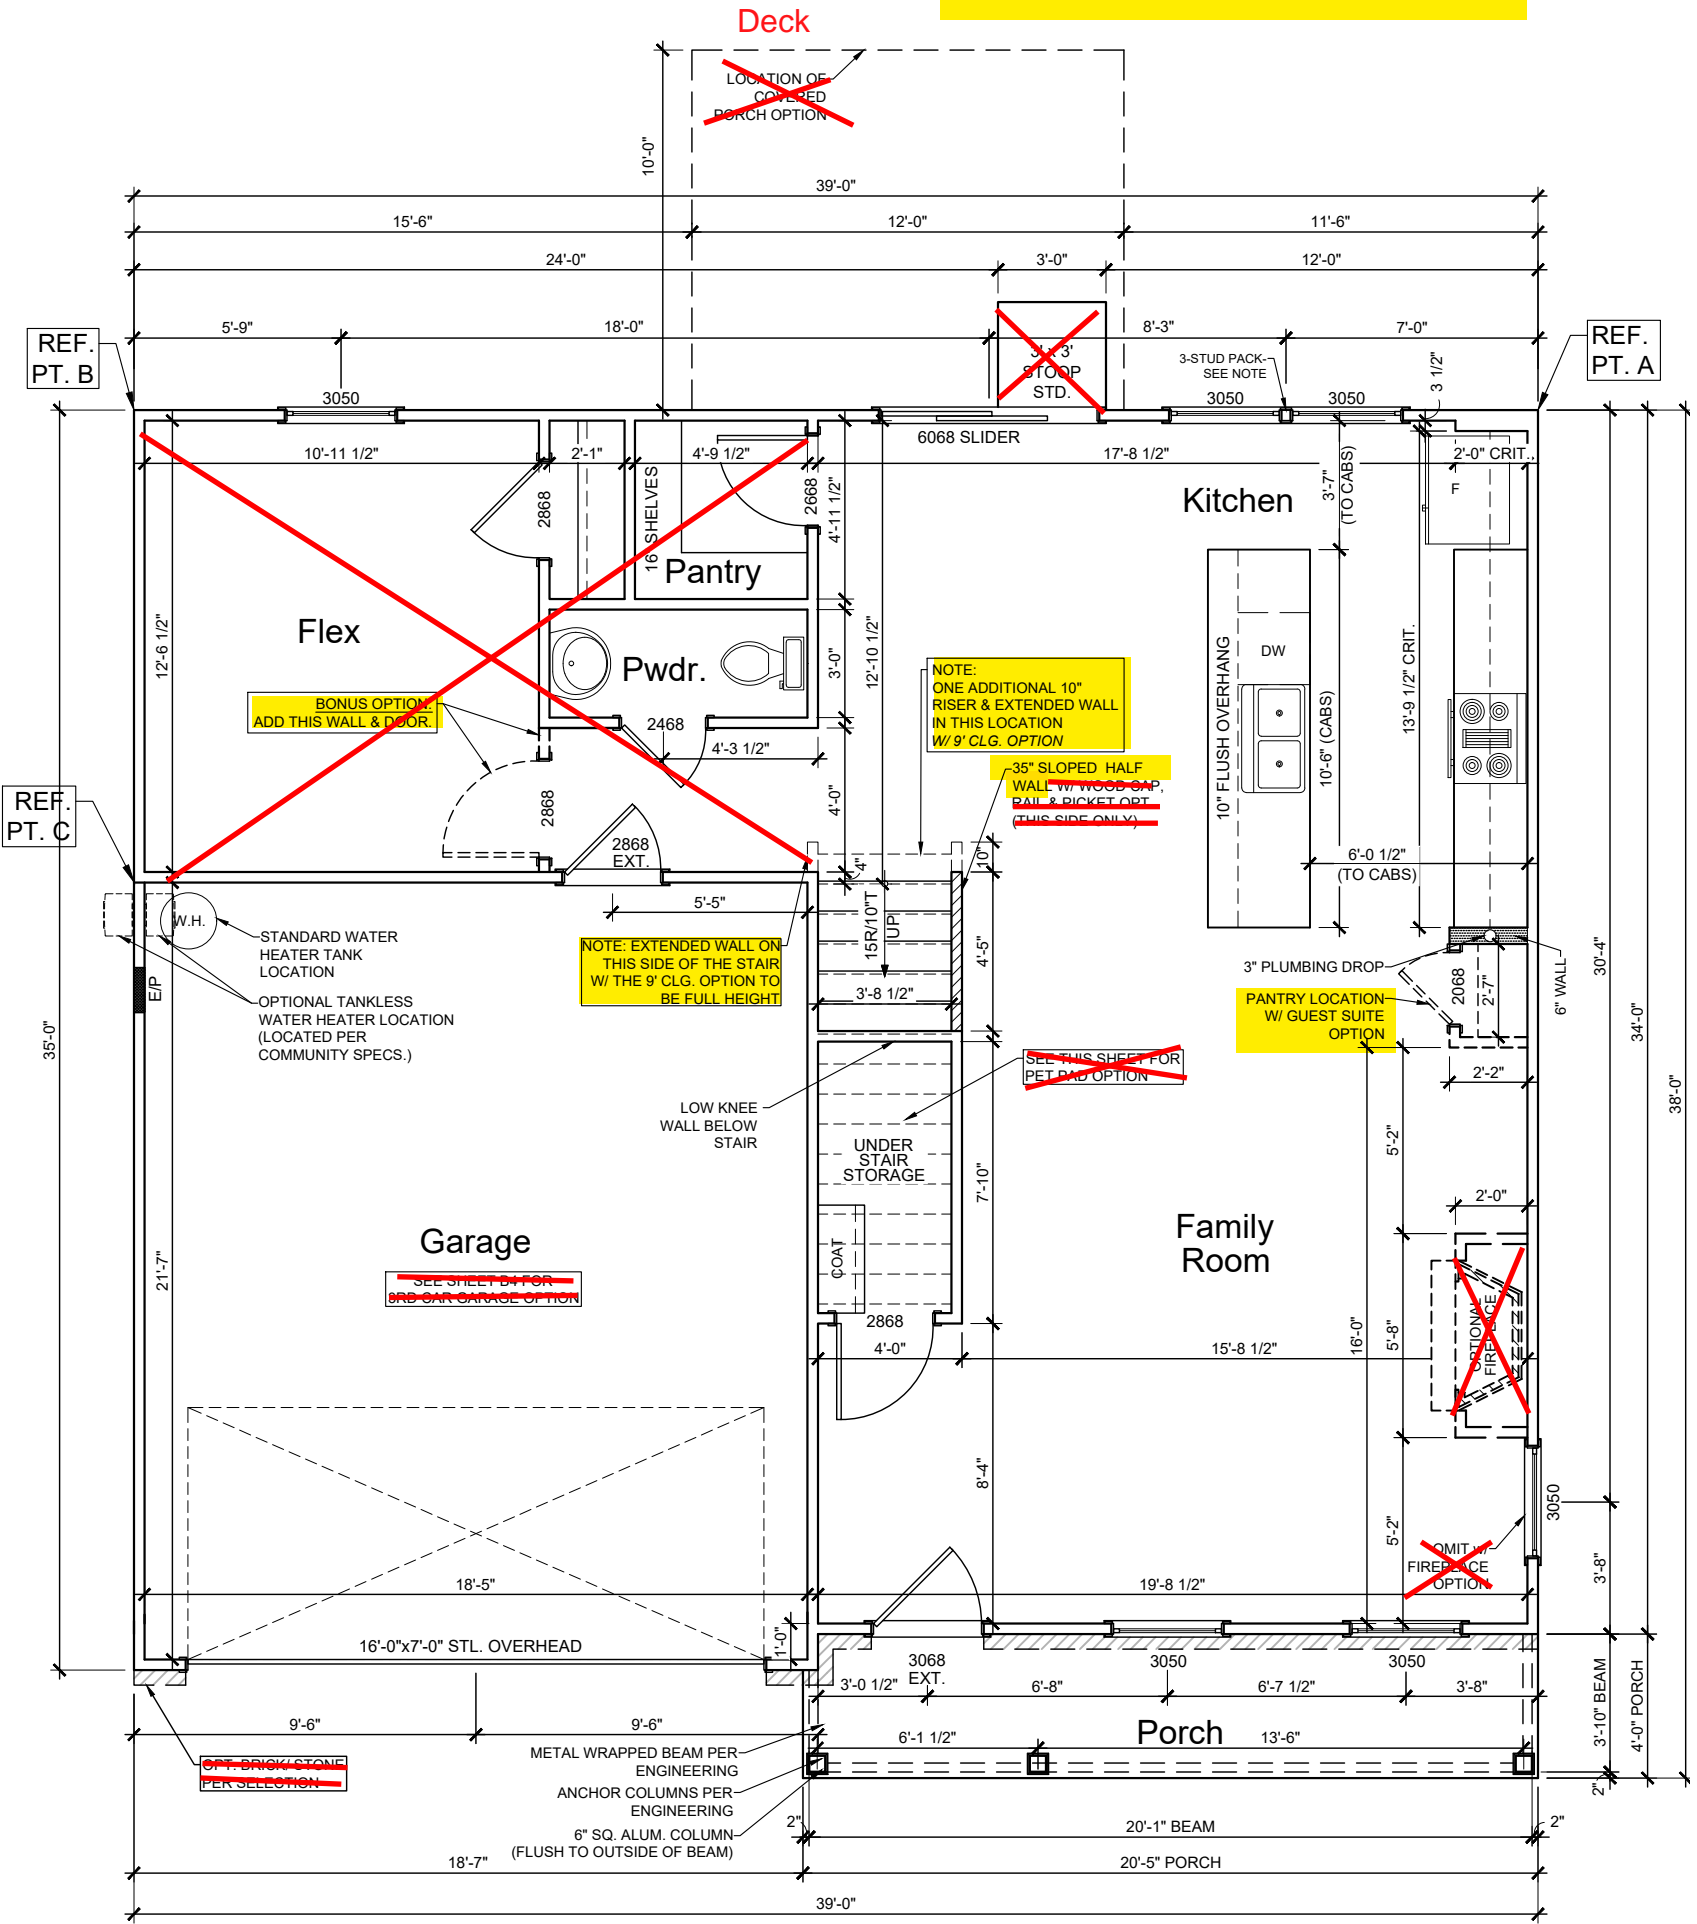 Deck
LOCATION OF
COVERED
PORCH OPTION
10'-0"
39'-0"
15'-6"
12'-0"
11'-6"
24'-0"
3'-0"
12'-0"
5'-9"
18'-0"
8'-3"
7'-0"
REF.
PT. B
REF.
PT. A
3' x 3'
STOOP
STD.
3-STUD PACK-
SEE NOTE
3 1/2"
3050
3050
3050
6068 SLIDER
10'-11 1/2"
2'-1"
4'-9 1/2"
17'-8 1/2"
2'-0" CRIT.
3'-7"
(TO CABS)
F
Kitchen
2868
16" SHELVES
2668
4'-11 1/2"
Pantry
Flex
12'-6 1/2"
Pwdr.
3'-0"
12'-10 1/2"
10" FLUSH OVERHANG
DW
10'-6" (CABS)
13'-9 1/2" CRIT.
BONUS OPTION:
ADD THIS WALL & DOOR.
2468
4'-3 1/2"
NOTE:
ONE ADDITIONAL 10"
RISER & EXTENDED WALL
IN THIS LOCATION
W/ 9' CLG. OPTION
35" SLOPED HALF
WALL W/ WOOD CAP,
RAIL & PICKET OPT.
(THIS SIDE ONLY)
REF.
PT. C
2868
4'-0"
2868
EXT.
4"
10"
6'-0 1/2"
(TO CABS)
5'-5"
W.H.
STANDARD WATER
HEATER TANK
LOCATION
E/P
OPTIONAL TANKLESS
WATER HEATER LOCATION
(LOCATED PER
COMMUNITY SPECS.)
NOTE: EXTENDED WALL ON
THIS SIDE OF THE STAIR
W/ THE 9' CLG. OPTION TO
BE FULL HEIGHT
15R/10"T
UP
4'-5"
3'-8 1/2"
3" PLUMBING DROP
PANTRY LOCATION
W/ GUEST SUITE
OPTION
2068
2'-7"
6" WALL
30'-4"
34'-0"
38'-0"
35'-0"
SEE THIS SHEET FOR
PET PAD OPTION
2'-2"
LOW KNEE
WALL BELOW
STAIR
UNDER
STAIR
STORAGE
7'-10"
5'-2"
2'-0"
Garage
SEE SHEET B4 FOR
3RD CAR GARAGE OPTION
21'-7"
COAT
Family
Room
2868
4'-0"
15'-8 1/2"
16'-0"
5'-8"
OPTIONAL
FIREPLACE
8'-4"
5'-2"
3050
OMIT W/
FIREPLACE
OPTION
3'-8"
18'-5"
19'-8 1/2"
16'-0"x7'-0" STL. OVERHEAD
1'-0"
3068
EXT.
3050
3050
3'-0 1/2"
6'-8"
6'-7 1/2"
3'-8"
9'-6"
9'-6"
Porch
6'-1 1/2"
13'-6"
3'-10" BEAM
4'-0" PORCH
OPT. BRICK/ STONE
PER SELECTION
METAL WRAPPED BEAM PER
ENGINEERING
ANCHOR COLUMNS PER
ENGINEERING
6" SQ. ALUM. COLUMN
(FLUSH TO OUTSIDE OF BEAM)
2"
2"
20'-1" BEAM
2"
18'-7"
20'-5" PORCH
39'-0"